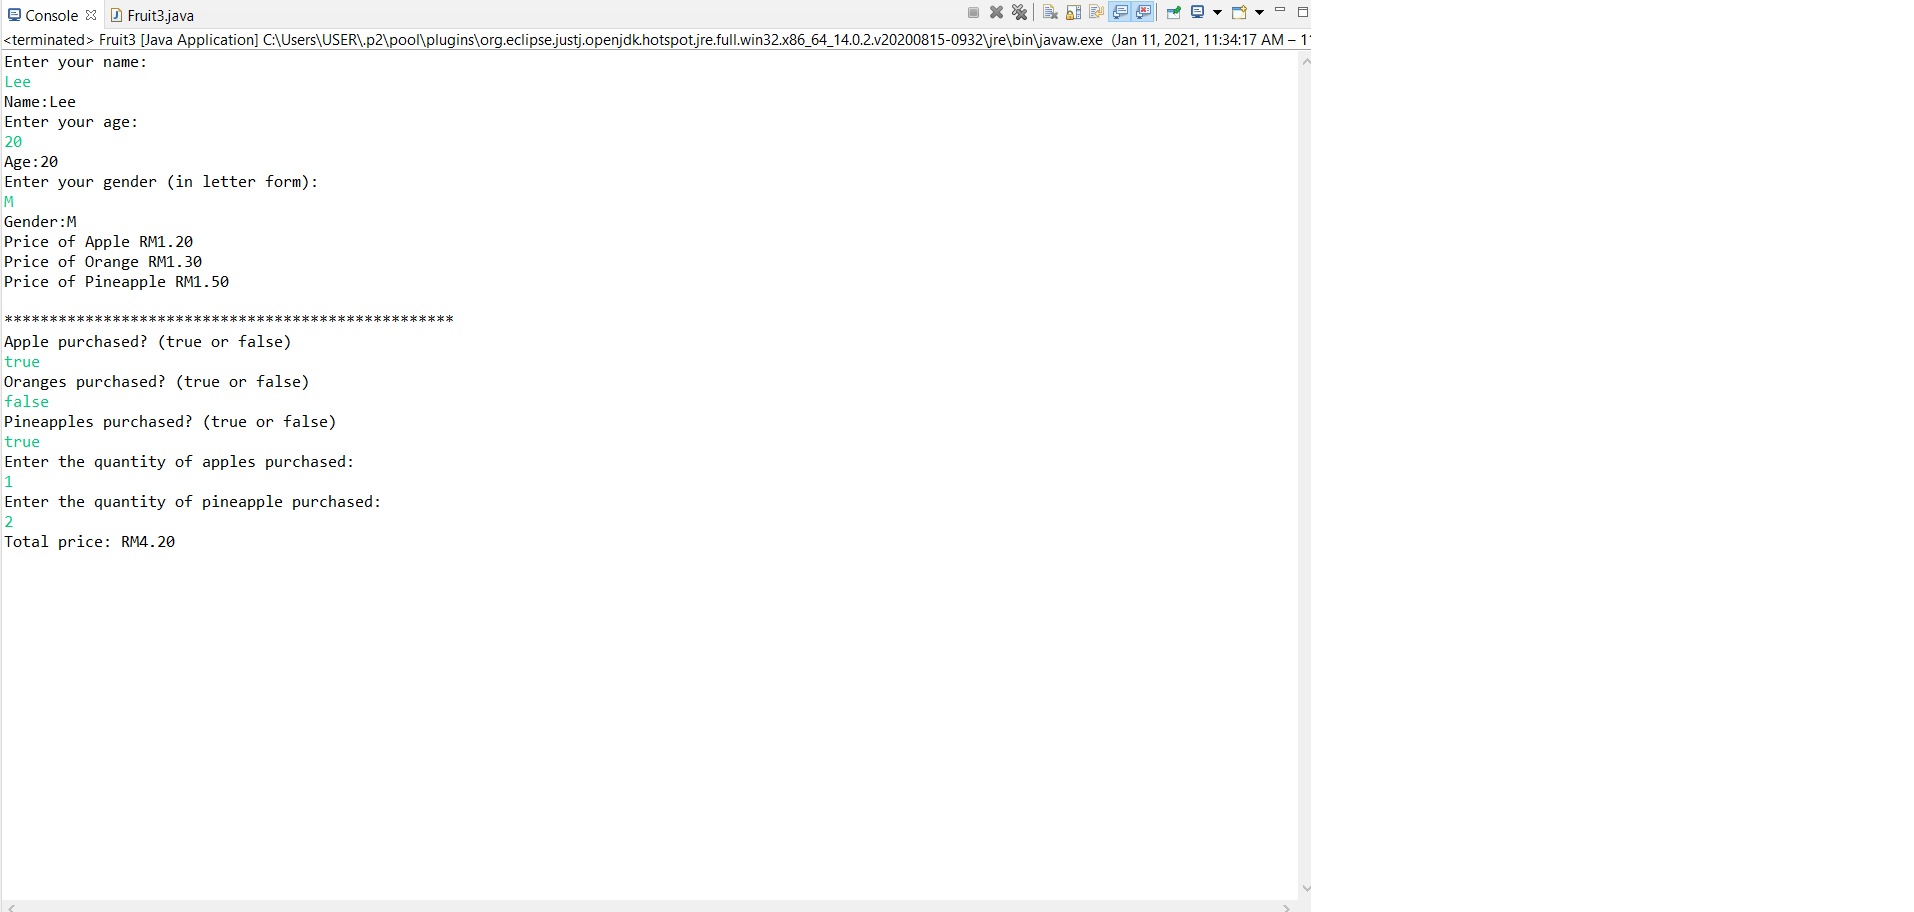 Console
Fruit3.java
<terminated> Fruit3 [Java Application] C:\Users\USER\.p2\pool\plugins\org.eclipse.justj.openjdk.hotspot.jre.full.win32.x86_64_14.0.2.v20200815-0932\jre\bin\javaw.exe (Jan 11, 2021, 11:34:17 AM – 1
Enter your name:
Lee
Name:Lee
Enter your age:
20
Age:20
Enter your gender (in letter form):
M
Gender:M
Price of Apple RM1.20
Price of Orange RM1.30
Price of Pineapple RM1.50
**************************************************
Apple purchased? (true or false)
true
Oranges purchased? (true or false)
false
Pineapples purchased? (true or false)
true
Enter the quantity of apples purchased:
1
Enter the quantity of pineapple purchased:
2
Total price: RM4.20